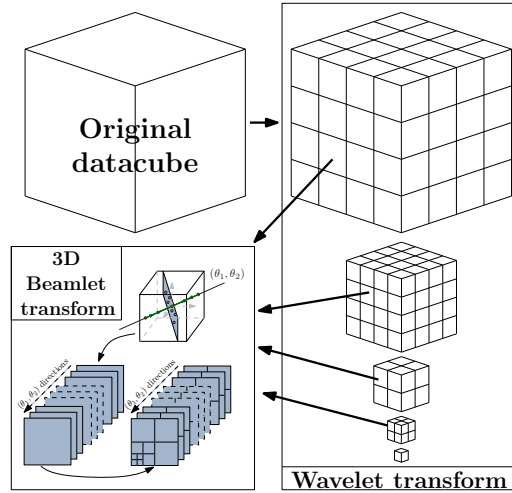 Original
datacube
3D
Beamlet
transform
(θ₁, θ₂)
(θ₁, θ₂) directions
(θ₁, θ₂) directions
Wavelet transform